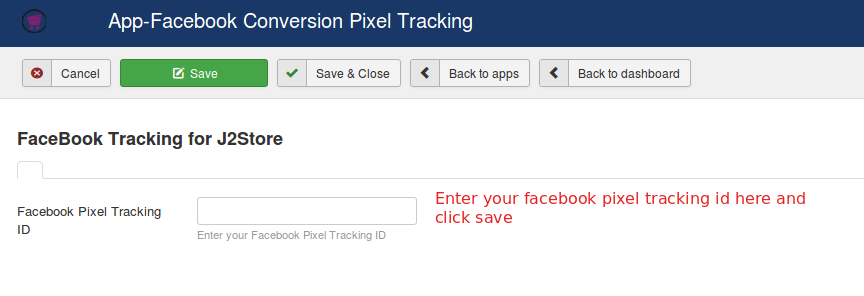 App-Facebook Conversion Pixel Tracking
Cancel Save Save & Close Back to apps Back to dashboard
FaceBook Tracking for J2Store
Facebook Pixel Tracking
ID
Enter your Facebook Pixel Tracking ID
Enter your facebook pixel tracking id here and
click save